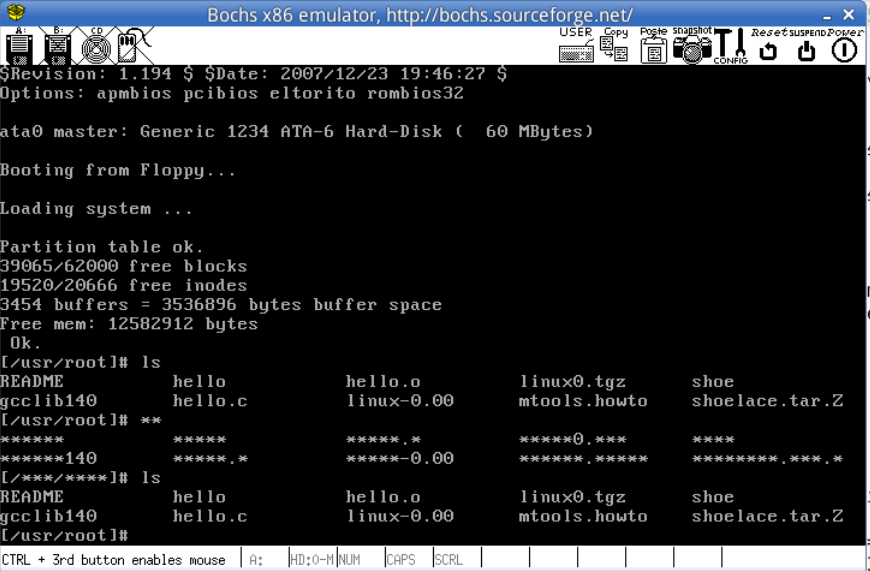 Bochs x86 emulator, http://bochs.sourceforge.net/
A: B: CD USER Copy Paste snapshot CONFIG Reset SUSPEND Power
$Revision: 1.194 $ $Date: 2007/12/23 19:46:27 $
Options: apmbios pcibios eltorito rombios32
ata0 master: Generic 1234 ATA-6 Hard-Disk (  60 MBytes)
Booting from Floppy...
Loading system ...
Partition table ok.
39065/62000 free blocks
19520/20666 free inodes
3454 buffers = 3536896 bytes buffer space
Free mem: 12582912 bytes
 Ok.
[/usr/root]# ls
README          hello           hello.o         linux0.tgz      shoe
gcclib140       hello.c         linux-0.00      mtools.howto    shoelace.tar.Z
[/usr/root]# **
******          *****           *****.*         *****0.***      ****
******140       *****.*         *****-0.00      ******.*****    ********.***.*
[/***/****]# ls
README          hello           hello.o         linux0.tgz      shoe
gcclib140       hello.c         linux-0.00      mtools.howto    shoelace.tar.Z
[/usr/root]#
CTRL + 3rd button enables mouse A: HD:0-M NUM CAPS SCRL